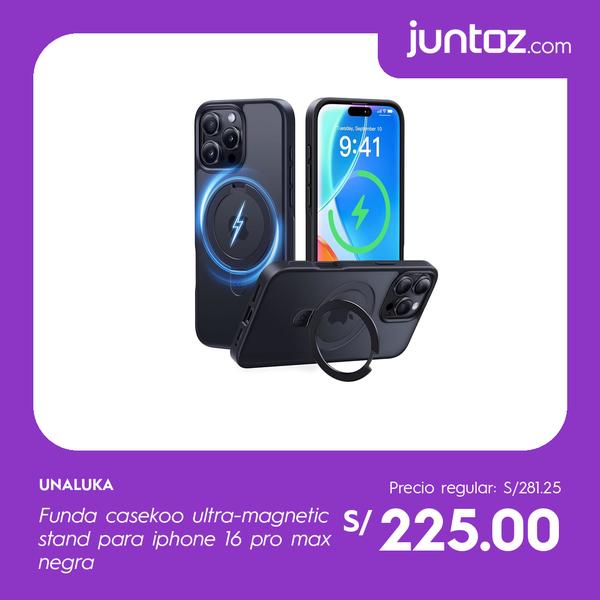 juntoz.com
Tuesday, September 10
9:41
UNALUKA
Funda casekoo ultra-magnetic
stand para iphone 16 pro max
negra
Precio regular: S/281.25
S/ 225.00